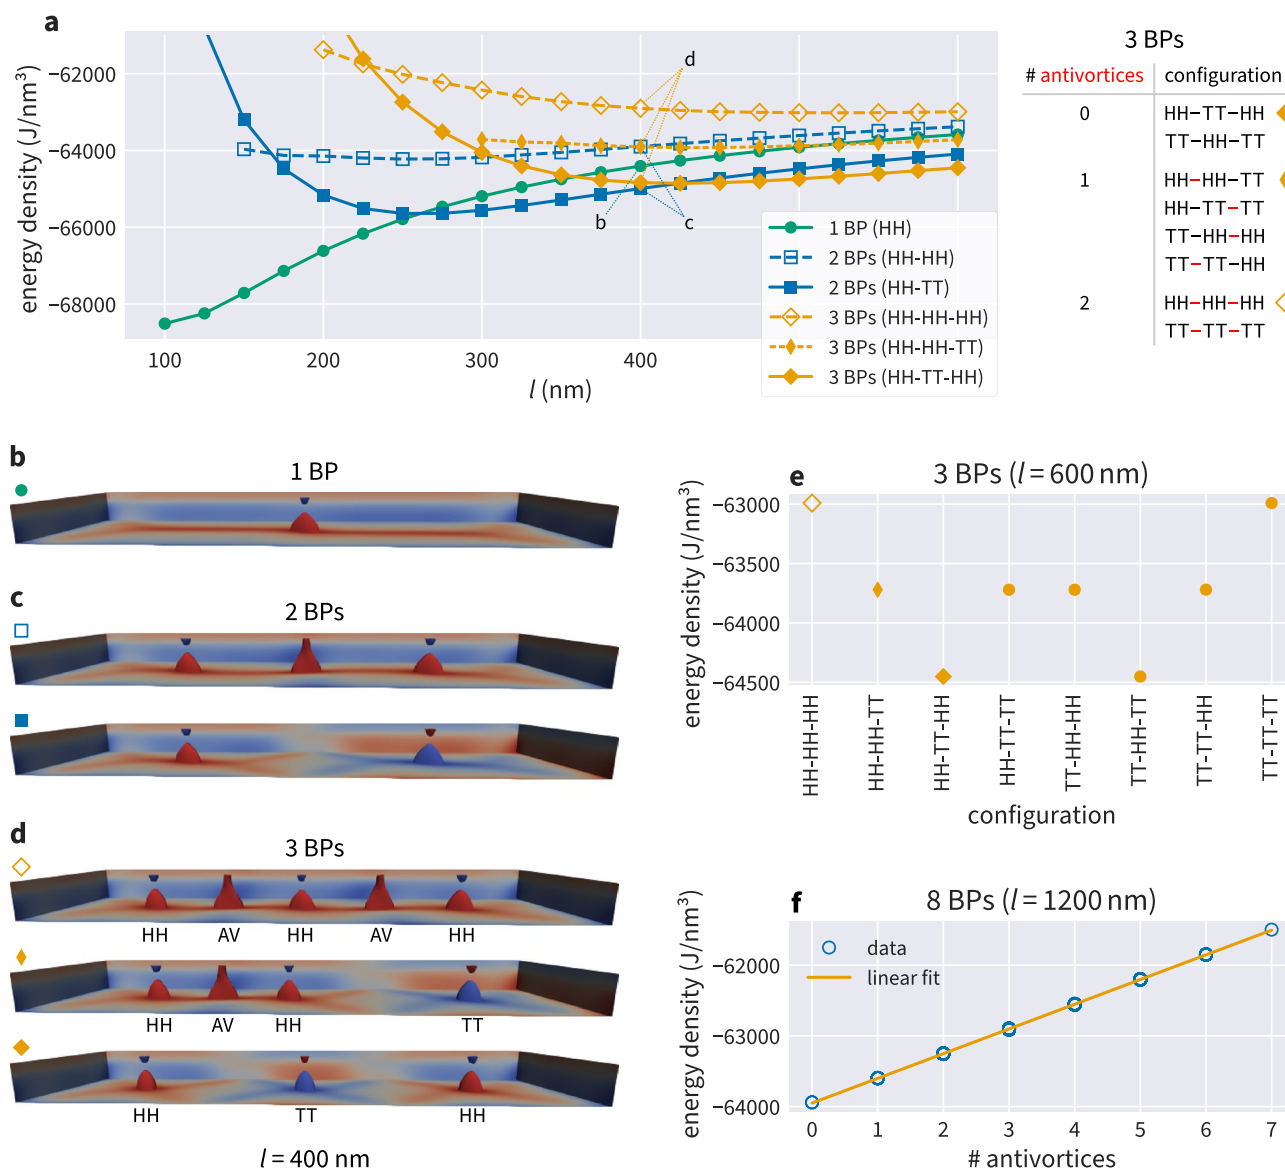 a
energy density (J/nm³)
−62000
−64000
−66000
−68000
100
200
300
400
l (nm)
d
b
c
1 BP (HH)
2 BPs (HH-HH)
2 BPs (HH-TT)
3 BPs (HH-HH-HH)
3 BPs (HH-HH-TT)
3 BPs (HH-TT-HH)
3 BPs
# antivortices configuration
0 HH–TT–HH
TT–HH–TT
1 HH–HH–TT
HH–TT–TT
TT–HH–HH
TT–TT–HH
2 HH–HH–HH
TT–TT–TT
b
1 BP
c
2 BPs
d
3 BPs
HH AV HH AV HH
HH AV HH TT
HH TT HH
l = 400 nm
e
3 BPs (l = 600 nm)
energy density (J/nm³)
−63000
−63500
−64000
−64500
HH-HH-HH
HH-HH-TT
HH-TT-HH
HH-TT-TT
TT-HH-HH
TT-HH-TT
TT-TT-HH
TT-TT-TT
configuration
f
8 BPs (l = 1200 nm)
energy density (J/nm³)
−62000
−63000
−64000
data
linear fit
0 1 2 3 4 5 6 7
# antivortices